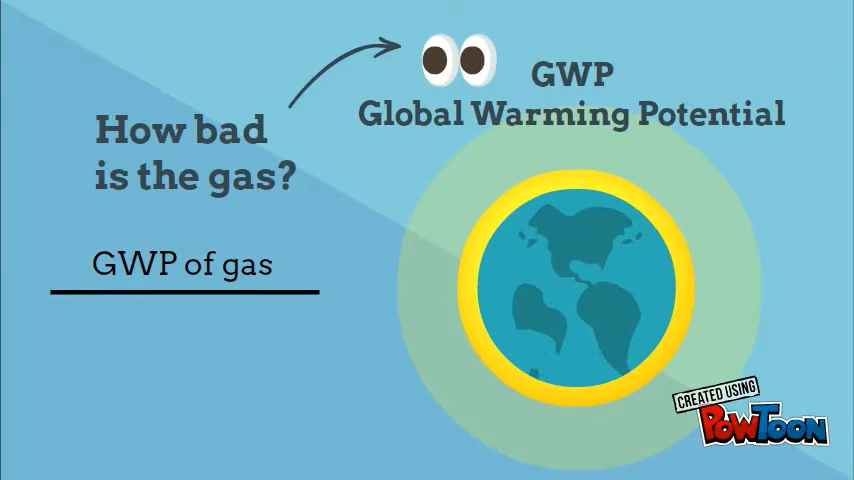 GWP
Global Warming Potential
How bad
is the gas?
GWP of gas
CREATED USING
POWTOON